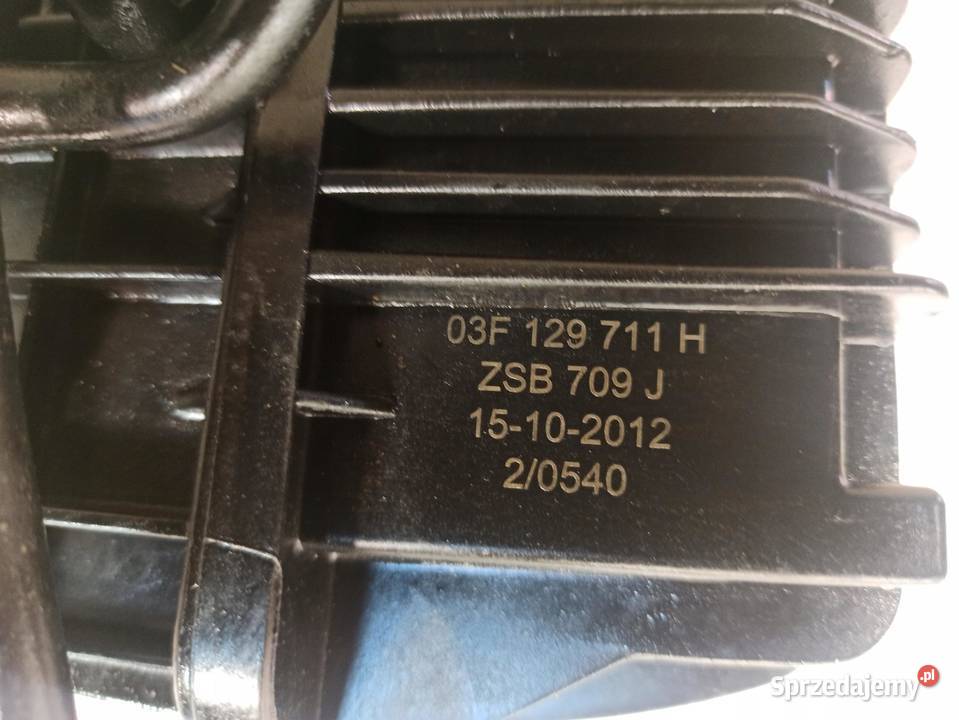 03F 129 711 H
ZSB 709 J
15-10-2012
2/0540
Sprzedajemy.pl